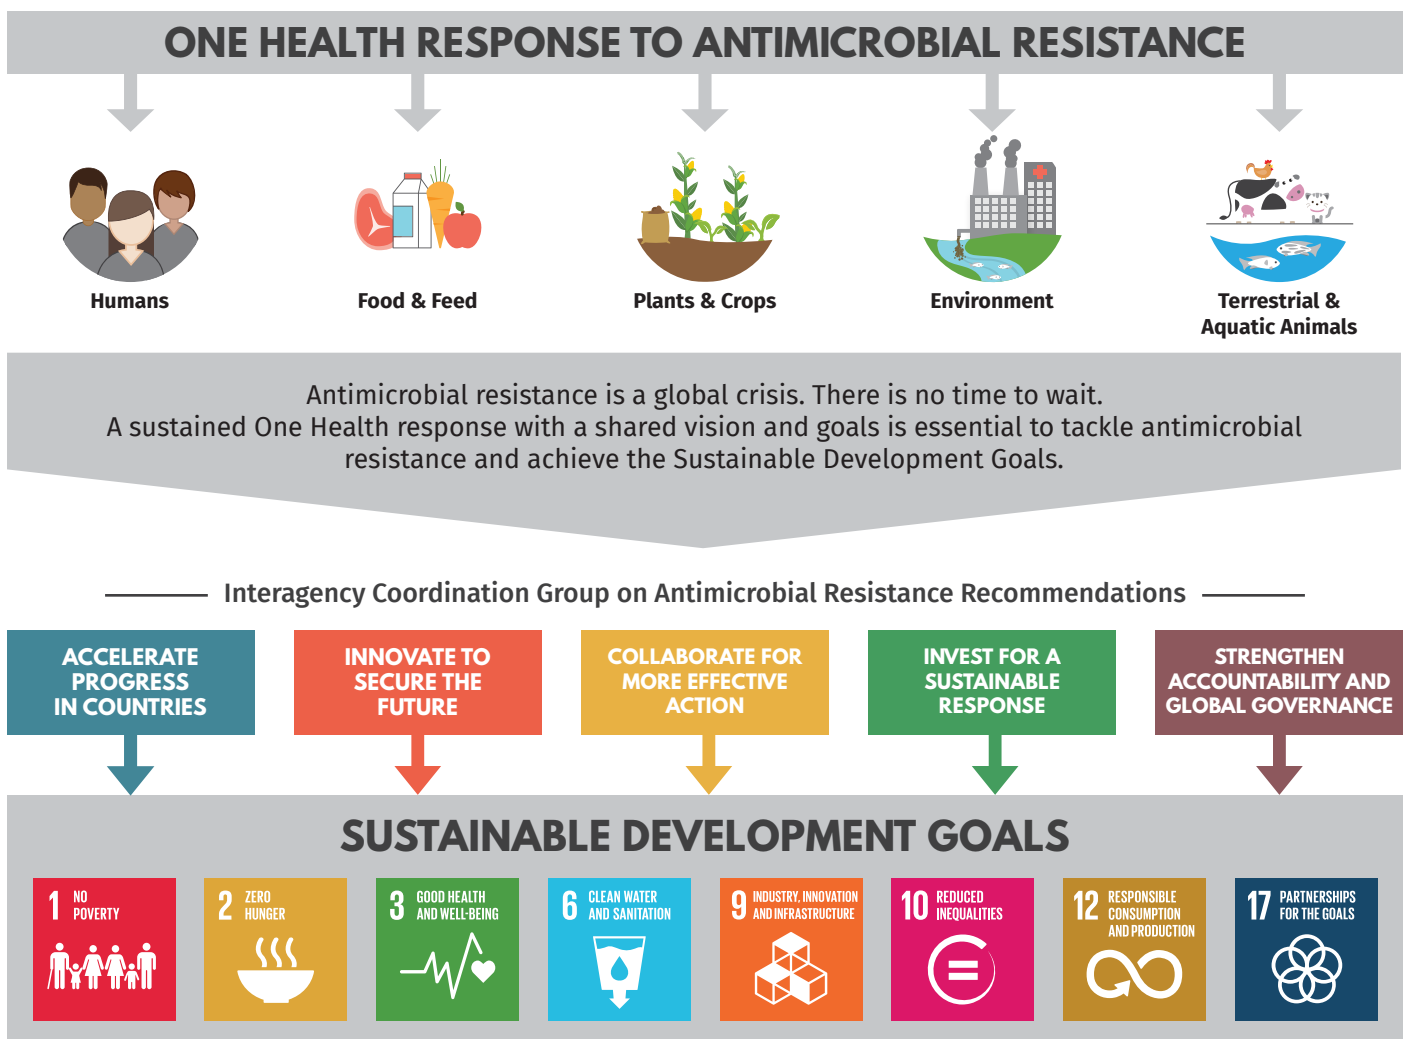 ONE HEALTH RESPONSE TO ANTIMICROBIAL RESISTANCE
Humans
Food & Feed
Plants & Crops
Environment
Terrestrial &
Aquatic Animals
Antimicrobial resistance is a global crisis. There is no time to wait.
A sustained One Health response with a shared vision and goals is essential to tackle antimicrobial
resistance and achieve the Sustainable Development Goals.
Interagency Coordination Group on Antimicrobial Resistance Recommendations
ACCELERATE
PROGRESS
IN COUNTRIES
INNOVATE TO
SECURE THE
FUTURE
COLLABORATE FOR
MORE EFFECTIVE
ACTION
INVEST FOR A
SUSTAINABLE
RESPONSE
STRENGTHEN
ACCOUNTABILITY AND
GLOBAL GOVERNANCE
SUSTAINABLE DEVELOPMENT GOALS
1 NO
POVERTY
2 ZERO
HUNGER
3 GOOD HEALTH
AND WELL-BEING
6 CLEAN WATER
AND SANITATION
9 INDUSTRY, INNOVATION
AND INFRASTRUCTURE
10 REDUCED
INEQUALITIES
12 RESPONSIBLE
CONSUMPTION
AND PRODUCTION
17 PARTNERSHIPS
FOR THE GOALS